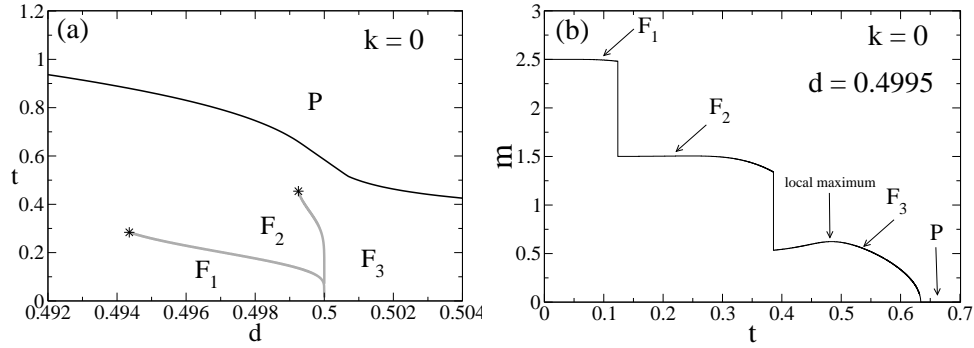 (a)
k = 0
P
F₂
F₁
F₃
t
1.2
1
0.8
0.6
0.4
0.2
0
0.492
0.494
0.496
0.498
0.5
0.502
0.504
d
(b)
F₁
k = 0
d = 0.4995
F₂
local maximum
F₃
P
m
3
2.5
2
1.5
1
0.5
0
0
0.1
0.2
0.3
0.4
0.5
0.6
0.7
t